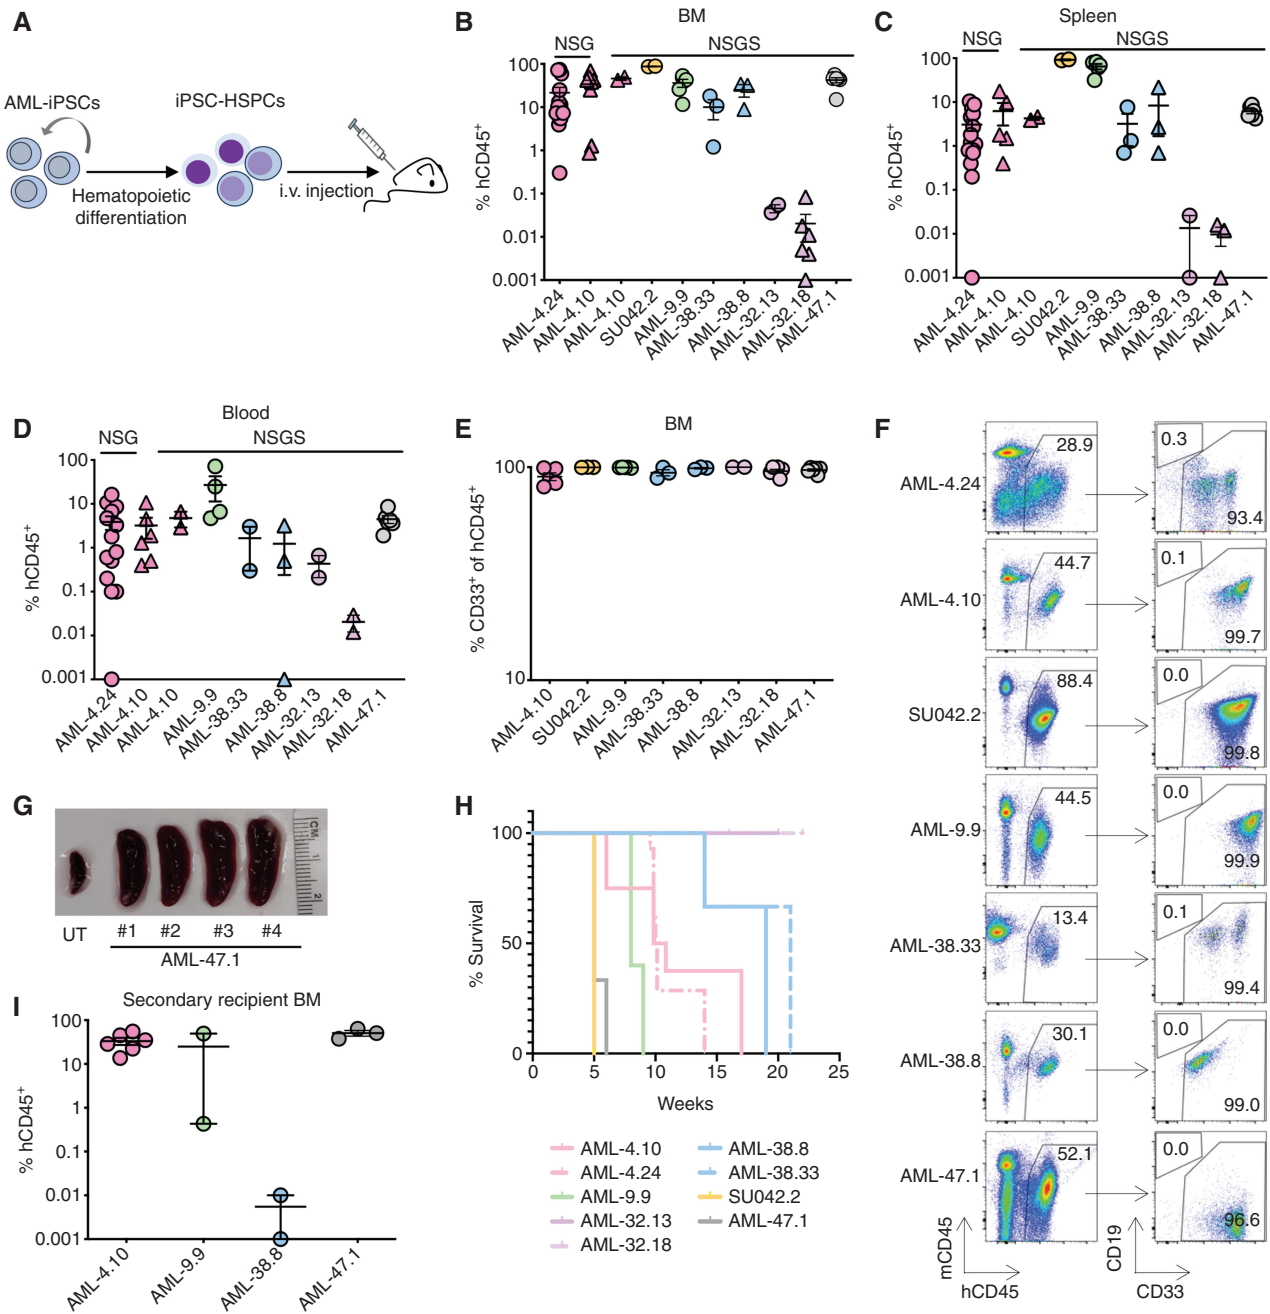 A
AML-iPSCs
iPSC-HSPCs
Hematopoietic
differentiation
i.v. injection
B
BM
NSG
NSGS
% hCD45+
100
10
1
0.1
0.01
0.001
AML-4.24
AML-4.10
AML-4.10
SU042.2
AML-9.9
AML-38.33
AML-38.8
AML-32.13
AML-32.18
AML-47.1
C
Spleen
NSG
NSGS
% hCD45+
100
10
1
0.1
0.01
0.001
AML-4.24
AML-4.10
AML-4.10
SU042.2
AML-9.9
AML-38.33
AML-38.8
AML-32.13
AML-32.18
AML-47.1
D
Blood
NSG
NSGS
% hCD45+
100
10
1
0.1
0.01
0.001
AML-4.24
AML-4.10
AML-4.10
AML-9.9
AML-38.33
AML-38.8
AML-32.13
AML-32.18
AML-47.1
E
BM
% CD33+ of hCD45+
100
10
AML-4.10
SU042.2
AML-9.9
AML-38.33
AML-38.8
AML-32.13
AML-32.18
AML-47.1
F
AML-4.24
28.9
0.3
93.4
AML-4.10
44.7
0.1
99.7
SU042.2
88.4
0.0
99.8
AML-9.9
44.5
0.0
99.9
AML-38.33
13.4
0.1
99.4
AML-38.8
30.1
0.0
99.0
AML-47.1
52.1
0.0
96.6
mCD45
hCD45
CD19
CD33
G
CM
1
2
UT
#1
#2
#3
#4
AML-47.1
H
% Survival
100
50
0
0
5
10
15
20
25
Weeks
AML-4.10
AML-4.24
AML-9.9
AML-32.13
AML-32.18
AML-38.8
AML-38.33
SU042.2
AML-47.1
I
Secondary recipient BM
% hCD45+
100
10
1
0.1
0.01
0.001
AML-4.10
AML-9.9
AML-38.8
AML-47.1